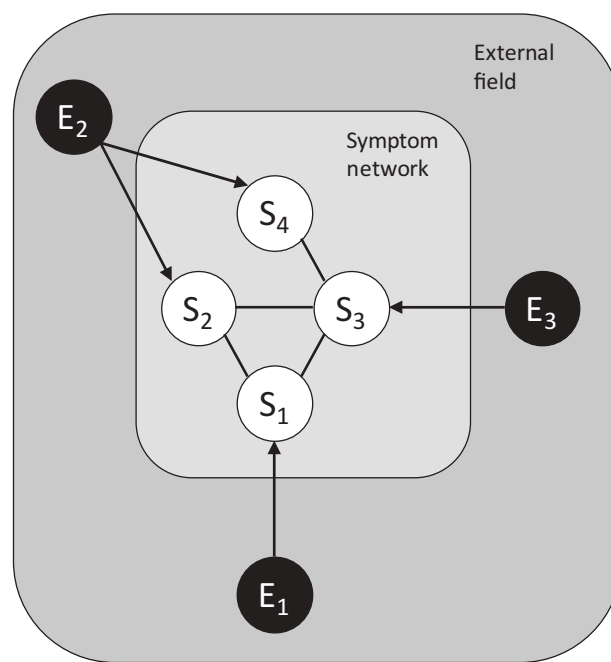 External
field
E₂
Symptom
network
S₄
S₂
S₃
E₃
S₁
E₁